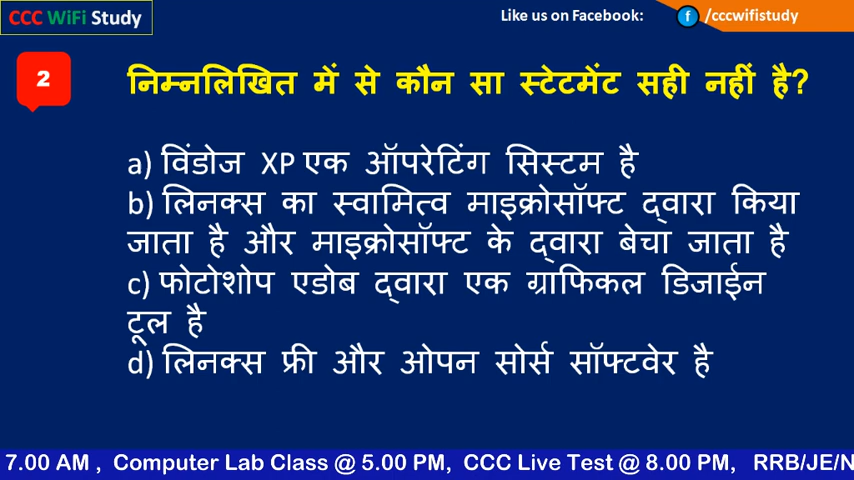 CCC WiFi Study
Like us on Facebook: f /cccwifistudy
2
निम्नलिखित में से कौन सा स्टेटमेंट सही नहीं है?
a) विंडोज XP एक ऑपरेटिंग सिस्टम है
b) लिनक्स का स्वामित्व माइक्रोसॉफ्ट द्वारा किया
जाता है और माइक्रोसॉफ्ट के द्वारा बेचा जाता है
c) फोटोशोप एडोब द्वारा एक ग्राफिकल डिजाईन
टूल है
d) लिनक्स फ्री और ओपन सोर्स सॉफ्टवेर है
7.00 AM , Computer Lab Class @ 5.00 PM, CCC Live Test @ 8.00 PM, RRB/JE/N